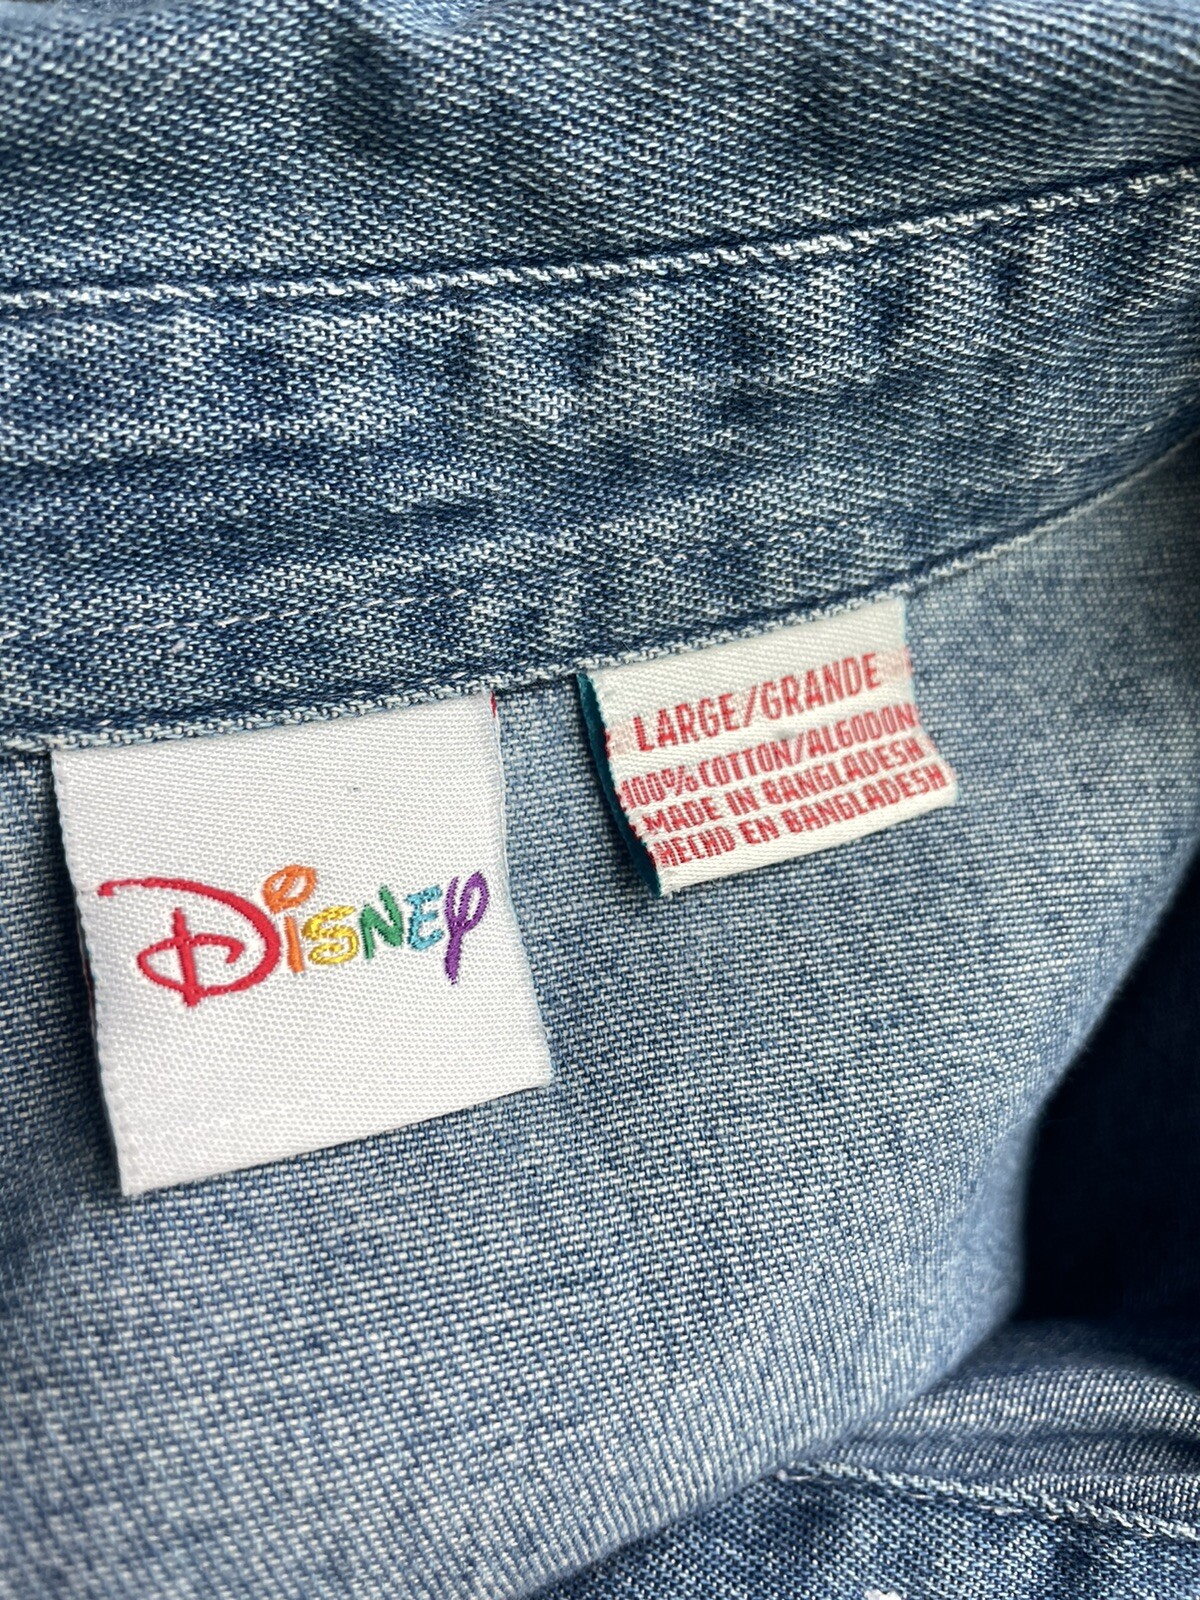 DISNEY
LARGE/GRANDE
100% COTTON/ALGODON
MADE IN BANGLADESH
HECHO EN BANGLADESH